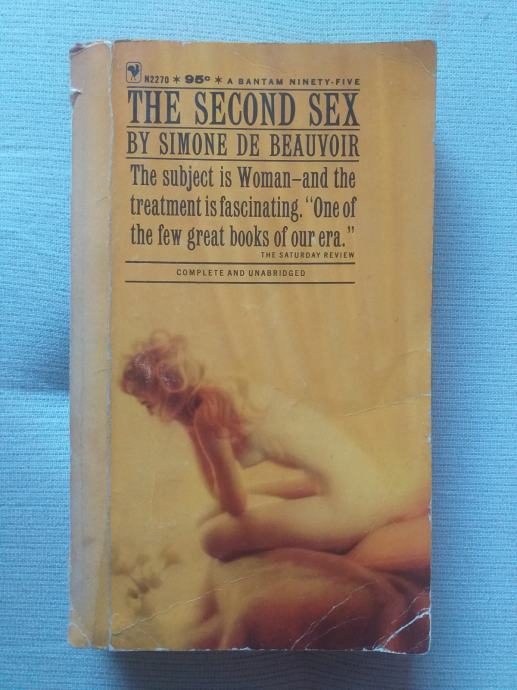 N2270 * 95¢ * A BANTAM NINETY-FIVE
THE SECOND SEX
BY SIMONE DE BEAUVOIR
The subject is Woman—and the
treatment is fascinating. "One of
the few great books of our era."
THE SATURDAY REVIEW
COMPLETE AND UNABRIDGED